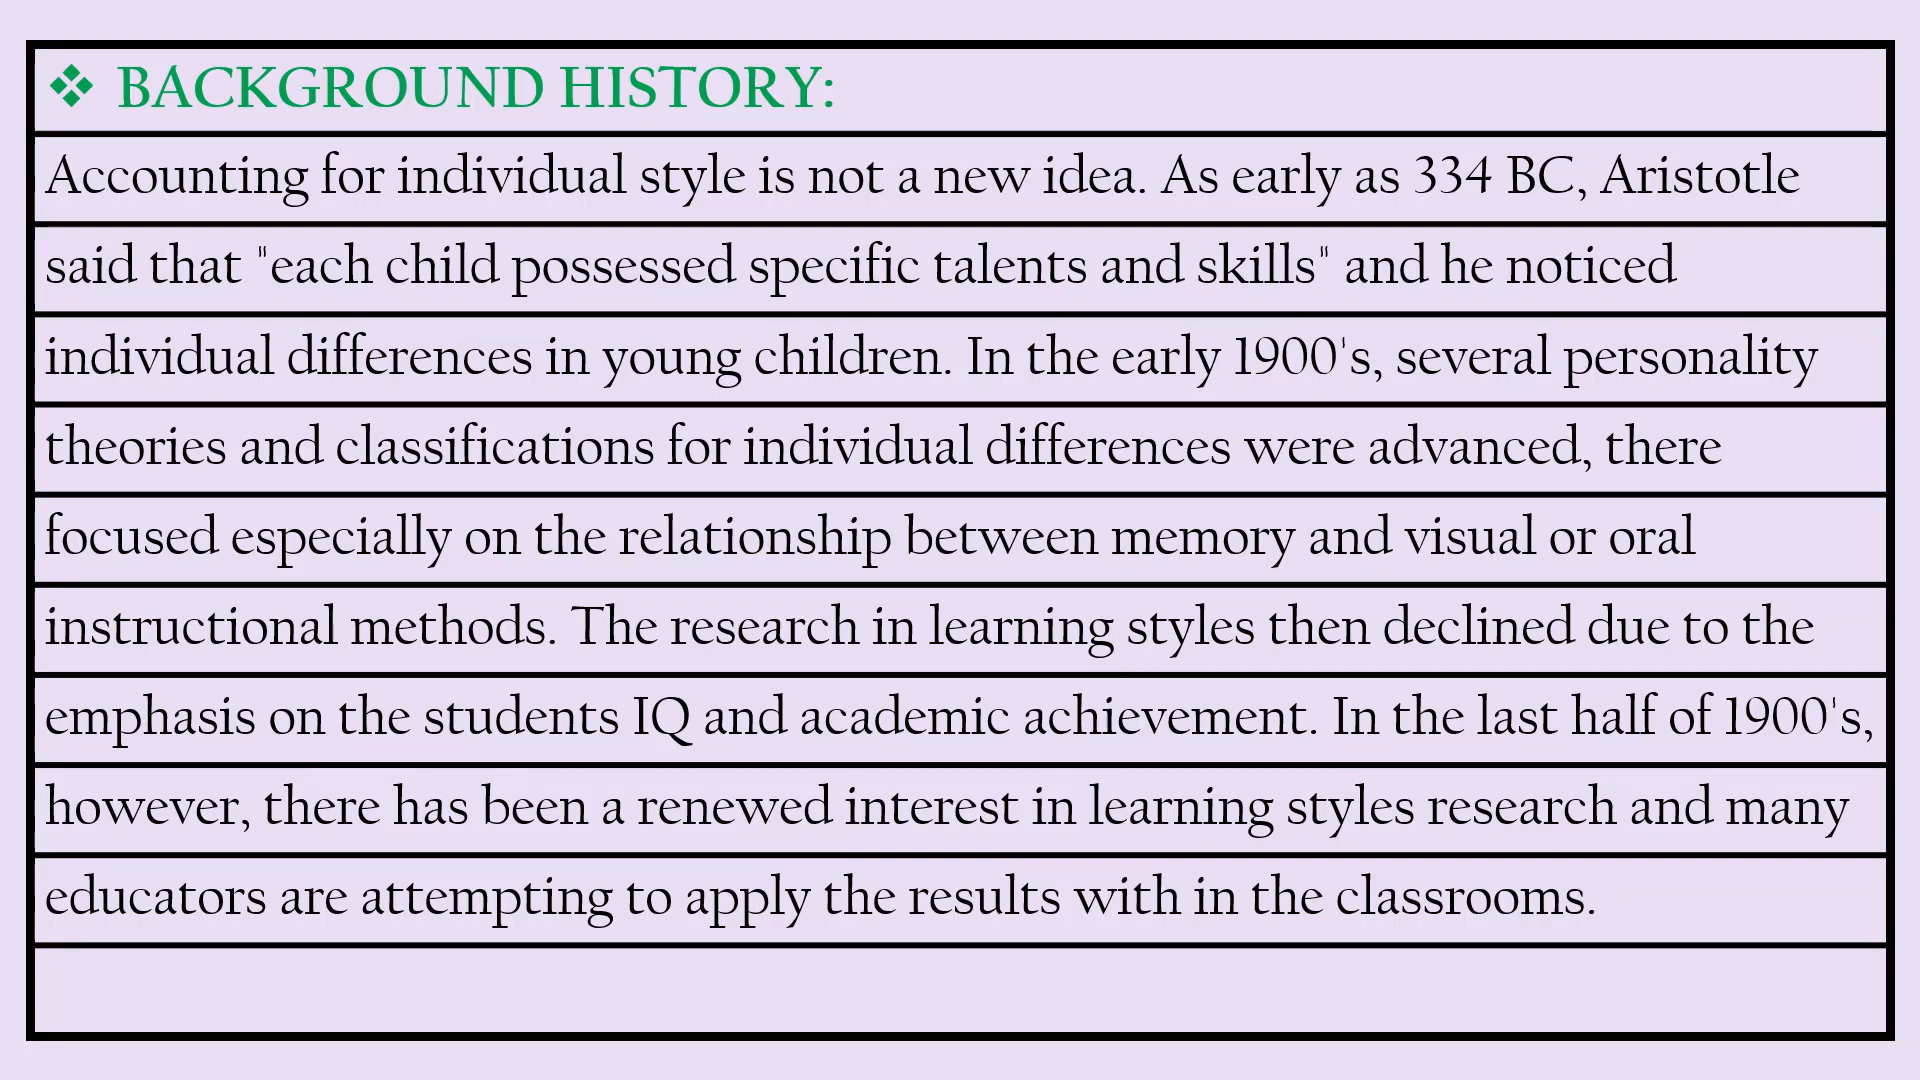 ❖ BACKGROUND HISTORY:
Accounting for individual style is not a new idea. As early as 334 BC, Aristotle
said that "each child possessed specific talents and skills" and he noticed
individual differences in young children. In the early 1900's, several personality
theories and classifications for individual differences were advanced, there
focused especially on the relationship between memory and visual or oral
instructional methods. The research in learning styles then declined due to the
emphasis on the students IQ and academic achievement. In the last half of 1900's,
however, there has been a renewed interest in learning styles research and many
educators are attempting to apply the results with in the classrooms.